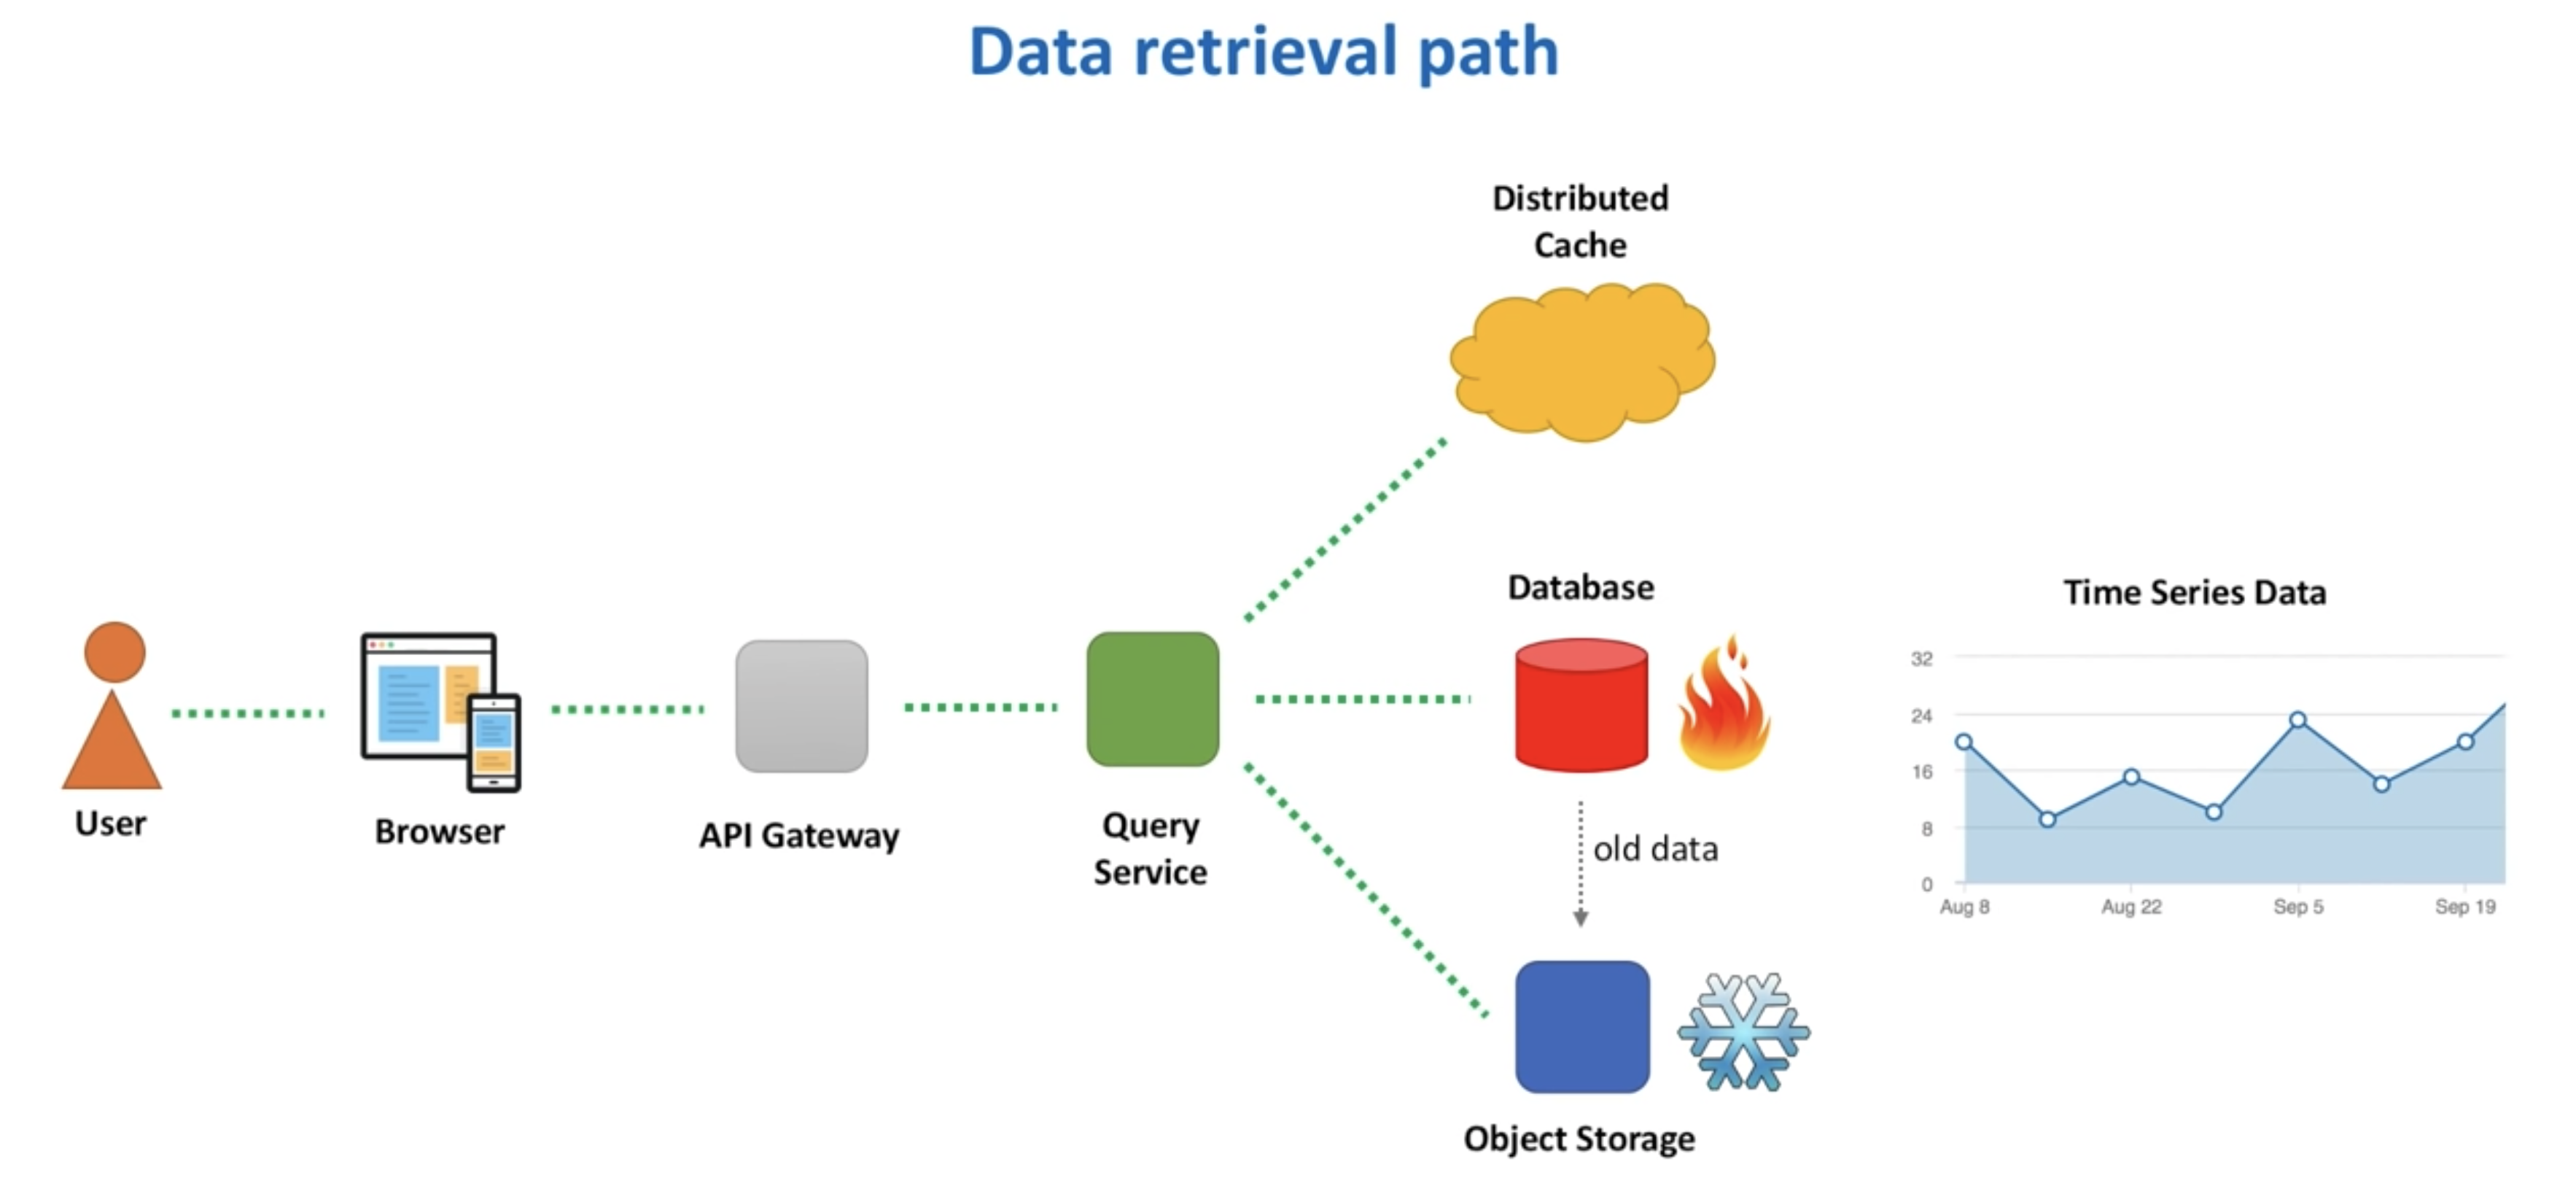 Data retrieval path
Distributed
Cache
Database
Time Series Data
32
24
16
8
0
Aug 8
Aug 22
Sep 5
Sep 19
User
Browser
API Gateway
Query
Service
old data
Object Storage